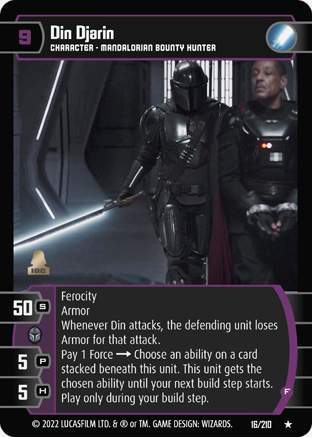 9
Din Djarin
CHARACTER - MANDALORIAN BOUNTY HUNTER
IDC
50 S
5 P
5 H
Ferocity
Armor
Whenever Din attacks, the defending unit loses
Armor for that attack.
Pay 1 Force → Choose an ability on a card
stacked beneath this unit. This unit gets the
chosen ability until your next build step starts.
Play only during your build step.
F
© 2022 LUCASFILM LTD. & ® or TM. GAME DESIGN: WIZARDS.
16/210 ★